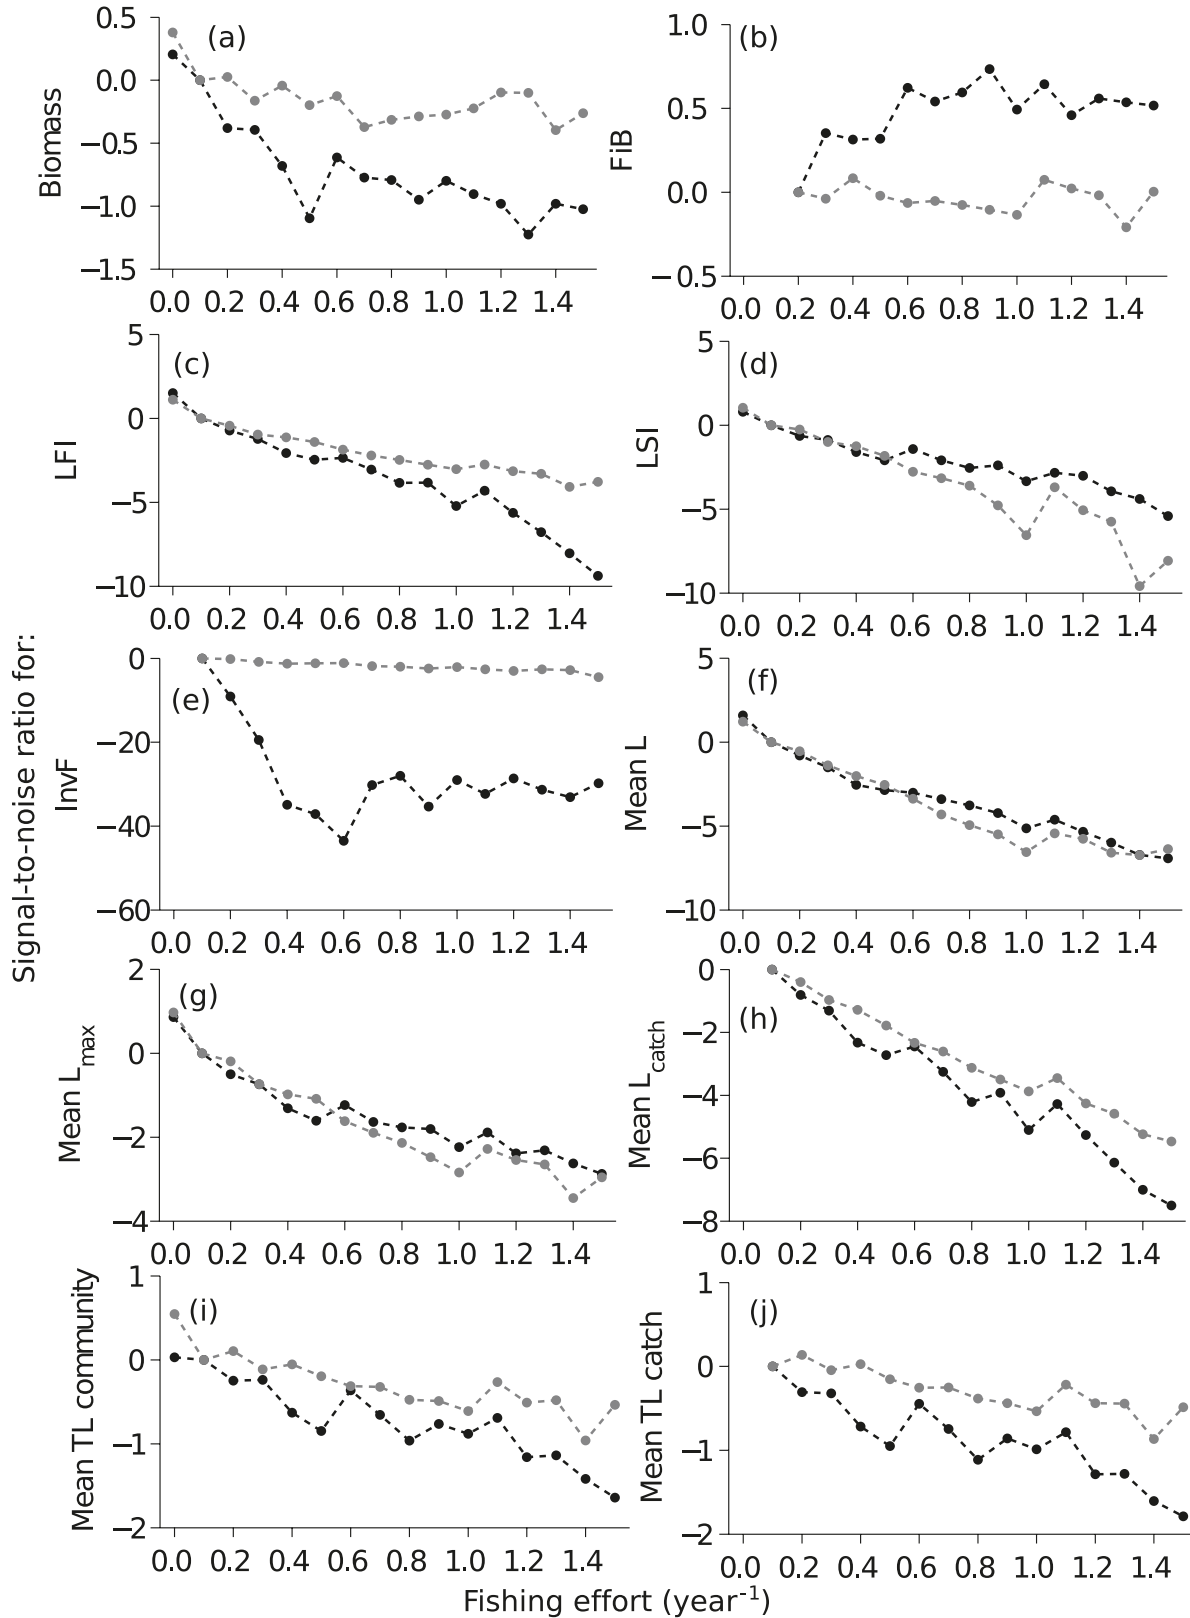 Signal-to-noise ratio for:
(a)
Biomass
0.5
0.0
−0.5
−1.0
−1.5
0.0 0.2 0.4 0.6 0.8 1.0 1.2 1.4
(b)
FiB
1.0
0.5
0.0
−0.5
0.0 0.2 0.4 0.6 0.8 1.0 1.2 1.4
(c)
LFI
5
0
−5
−10
0.0 0.2 0.4 0.6 0.8 1.0 1.2 1.4
(d)
LSI
5
0
−5
−10
0.0 0.2 0.4 0.6 0.8 1.0 1.2 1.4
(e)
InvF
0
−20
−40
−60
0.0 0.2 0.4 0.6 0.8 1.0 1.2 1.4
(f)
Mean L
5
0
−5
−10
0.0 0.2 0.4 0.6 0.8 1.0 1.2 1.4
(g)
Mean Lmax
2
0
−2
−4
0.0 0.2 0.4 0.6 0.8 1.0 1.2 1.4
(h)
Mean Lcatch
0
−2
−4
−6
−8
0.0 0.2 0.4 0.6 0.8 1.0 1.2 1.4
(i)
Mean TL community
1
0
−1
−2
0.0 0.2 0.4 0.6 0.8 1.0 1.2 1.4
(j)
Mean TL catch
1
0
−1
−2
0.0 0.2 0.4 0.6 0.8 1.0 1.2 1.4
Fishing effort (year-1)